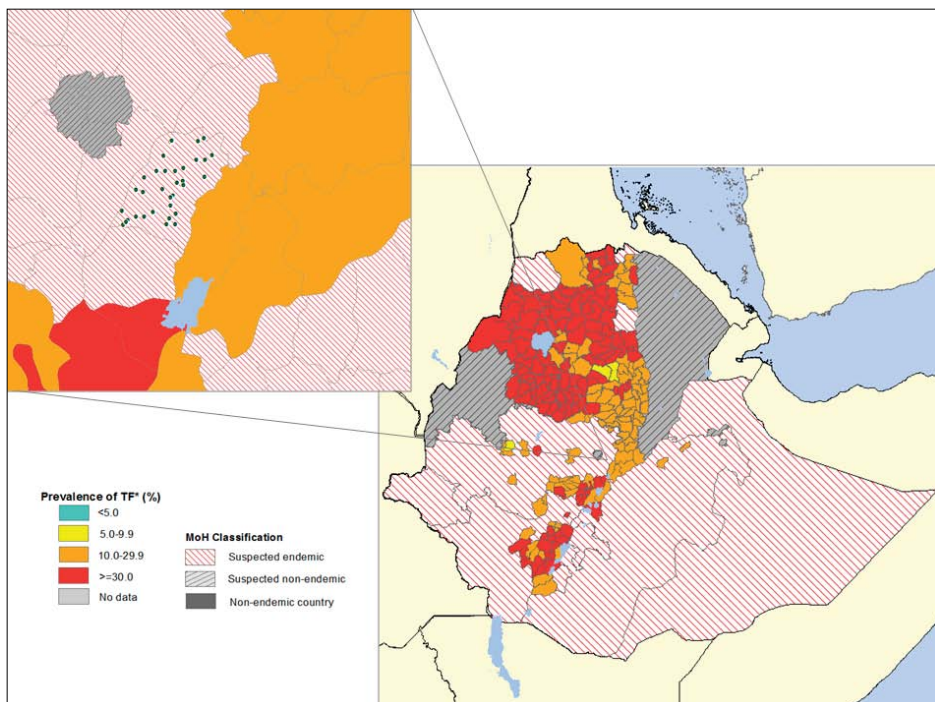 Prevalence of TF* (%)
<5.0
5.0-9.9
10.0-29.9
>=30.0
No data
MoH Classification
Suspected endemic
Suspected non-endemic
Non-endemic country